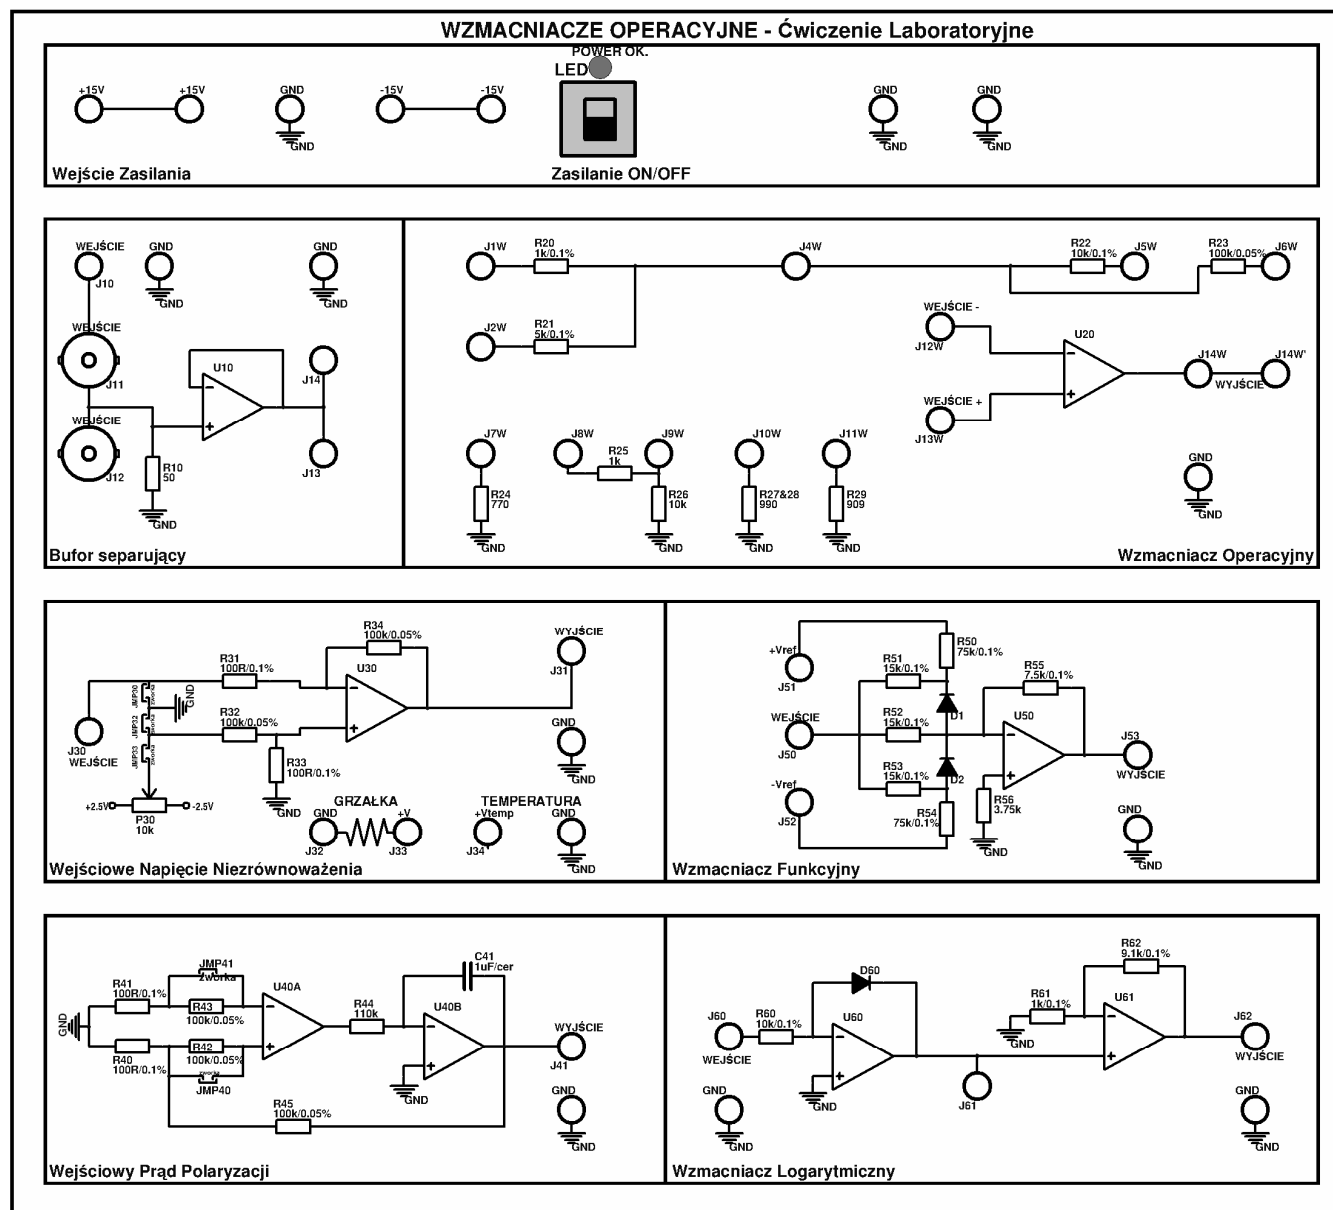 WZMACNIACZE OPERACYJNE - Ćwiczenie Laboratoryjne
POWER OK.
LED
+15V
+15V
GND
GND
-15V
-15V
GND
GND
GND
GND
Wejście Zasilania
Zasilanie ON/OFF
WEJŚCIE
J10
GND
GND
GND
GND
WEJŚCIE
J11
WEJŚCIE
J12
U10
-
+
R10
50
GND
J14
J13
Bufor separujący
J1W
R20
1k/0.1%
J4W
R22
10k/0.1%
J5W
R23
100k/0.05%
J6W
J2W
R21
5k/0.1%
WEJŚCIE -
J12W
U20
-
+
WEJŚCIE +
J13W
J14W
WYJŚCIE
J14W'
J7W
R24
770
GND
J8W
R25
1k
J9W
R26
10k
GND
J10W
R27&28
990
GND
J11W
R29
909
GND
GND
GND
Wzmacniacz Operacyjny
R34
100k/0.05%
WYJŚCIE
J31
R31
100R/0.1%
U30
-
+
JMP30
zworka
GND
JMP32
zworka
JMP33
zworka
R32
100k/0.05%
J30
WEJŚCIE
R33
100R/0.1%
GND
GND
GND
+2.5V
-2.5V
P30
10k
GRZAŁKA
GND
+V
J32
J33
TEMPERATURA
+Vtemp
J34
GND
GND
Wejściowe Napięcie Niezrównoważenia
+Vref
J51
R50
75k/0.1%
R51
15k/0.1%
D1
R55
7.5k/0.1%
WEJŚCIE
J50
R52
15k/0.1%
U50
-
+
J53
WYJŚCIE
R53
15k/0.1%
D2
-Vref
J52
R54
75k/0.1%
R56
3.75k
GND
GND
GND
Wzmacniacz Funkcyjny
JMP41
zworka
C41
1uF/cer
R41
100R/0.1%
R43
100k/0.05%
U40A
-
+
R44
110k
U40B
-
+
GND
R40
100R/0.1%
R42
100k/0.05%
zworka
JMP40
GND
WYJŚCIE
J41
R45
100k/0.05%
GND
GND
Wejściowy Prąd Polaryzacji
D60
R62
9.1k/0.1%
J60
WEJŚCIE
R60
10k/0.1%
U60
-
+
GND
R61
1k/0.1%
GND
U61
-
+
J62
WYJŚCIE
J61
GND
GND
GND
GND
Wzmacniacz Logarytmiczny